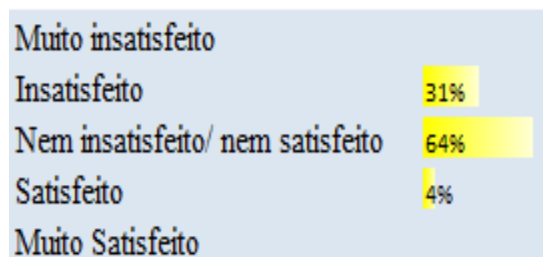 Muito insatisfeito
Insatisfeito 31%
Nem insatisfeito/ nem satisfeito 64%
Satisfeito 4%
Muito Satisfeito